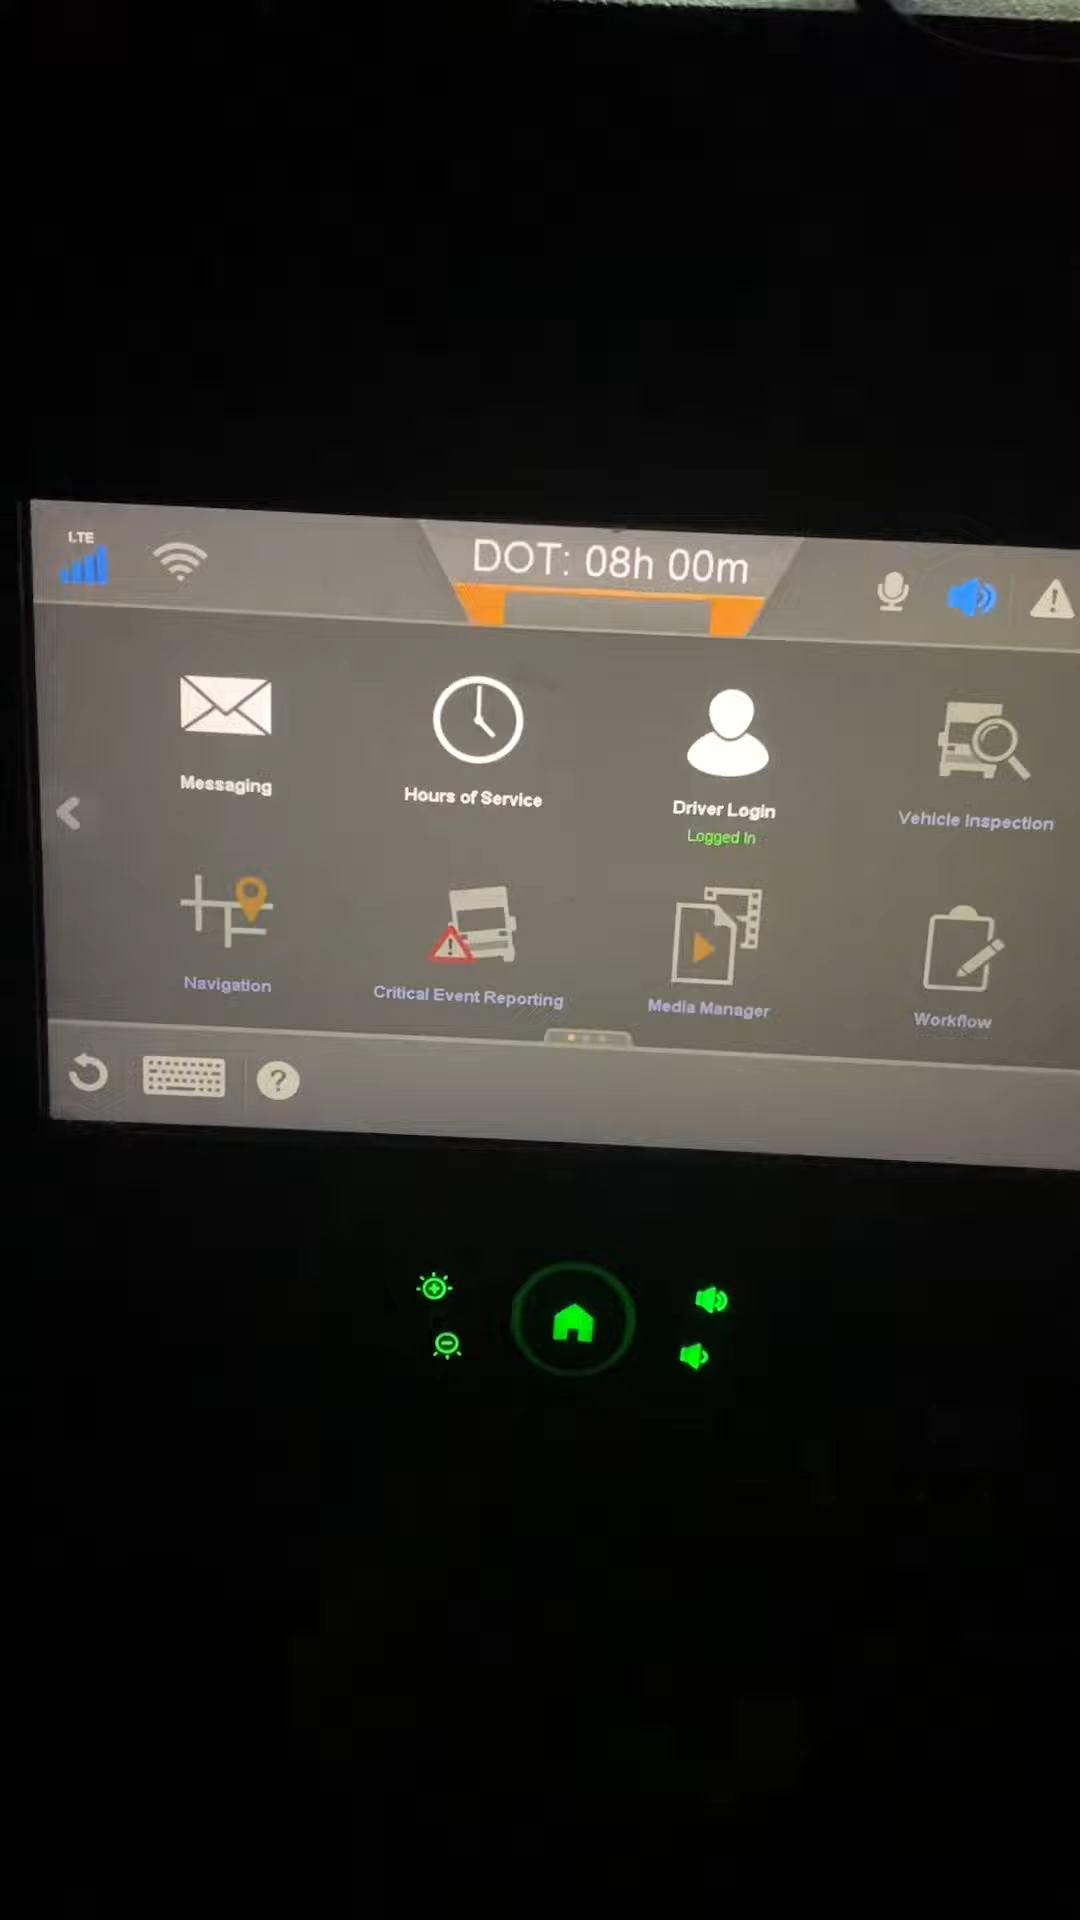 LTE
DOT: 08h 00m
Messaging
Hours of Service
Driver Login
Logged In
Vehicle Inspection
Navigation
Critical Event Reporting
Media Manager
Workflow